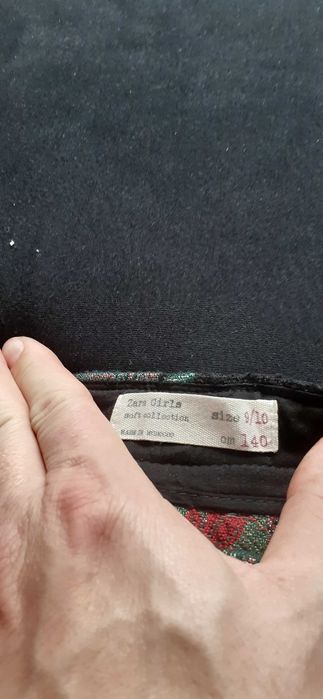 Zara Girls
soft collection
size 9/10
MADE IN MOROCCO
cm 140